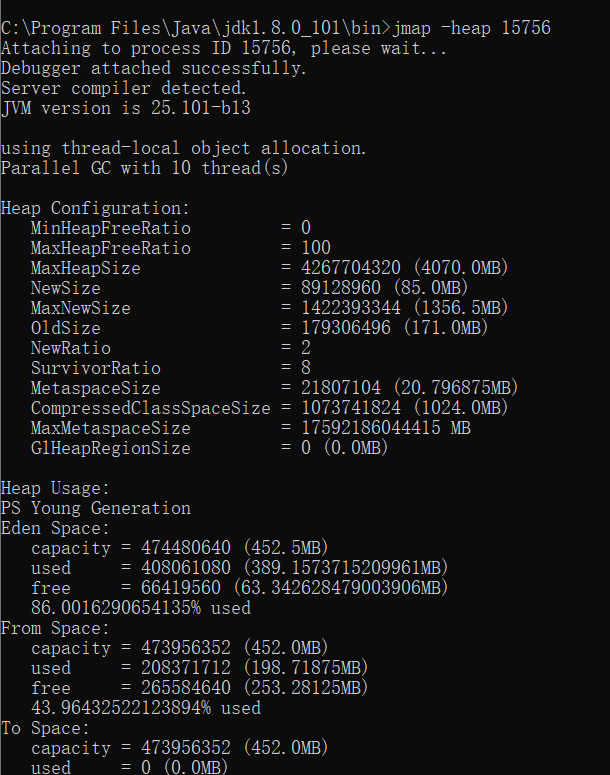 C:\Program Files\Java\jdk1.8.0_101\bin>jmap -heap 15756
Attaching to process ID 15756, please wait...
Debugger attached successfully.
Server compiler detected.
JVM version is 25.101-b13
using thread-local object allocation.
Parallel GC with 10 thread(s)
Heap Configuration:
MinHeapFreeRatio = 0
MaxHeapFreeRatio = 100
MaxHeapSize = 4267704320 (4070.0MB)
NewSize = 89128960 (85.0MB)
MaxNewSize = 1422393344 (1356.5MB)
OldSize = 179306496 (171.0MB)
NewRatio = 2
SurvivorRatio = 8
MetaspaceSize = 21807104 (20.796875MB)
CompressedClassSpaceSize = 1073741824 (1024.0MB)
MaxMetaspaceSize = 17592186044415 MB
G1HeapRegionSize = 0 (0.0MB)
Heap Usage:
PS Young Generation
Eden Space:
capacity = 474480640 (452.5MB)
used = 408061080 (389.1573715209961MB)
free = 66419560 (63.342628479003906MB)
86.0016290654135% used
From Space:
capacity = 473956352 (452.0MB)
used = 208371712 (198.71875MB)
free = 265584640 (253.28125MB)
43.96432522123894% used
To Space:
capacity = 473956352 (452.0MB)
used = 0 (0.0MB)